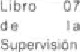 Libro 07
de la
Supervisión